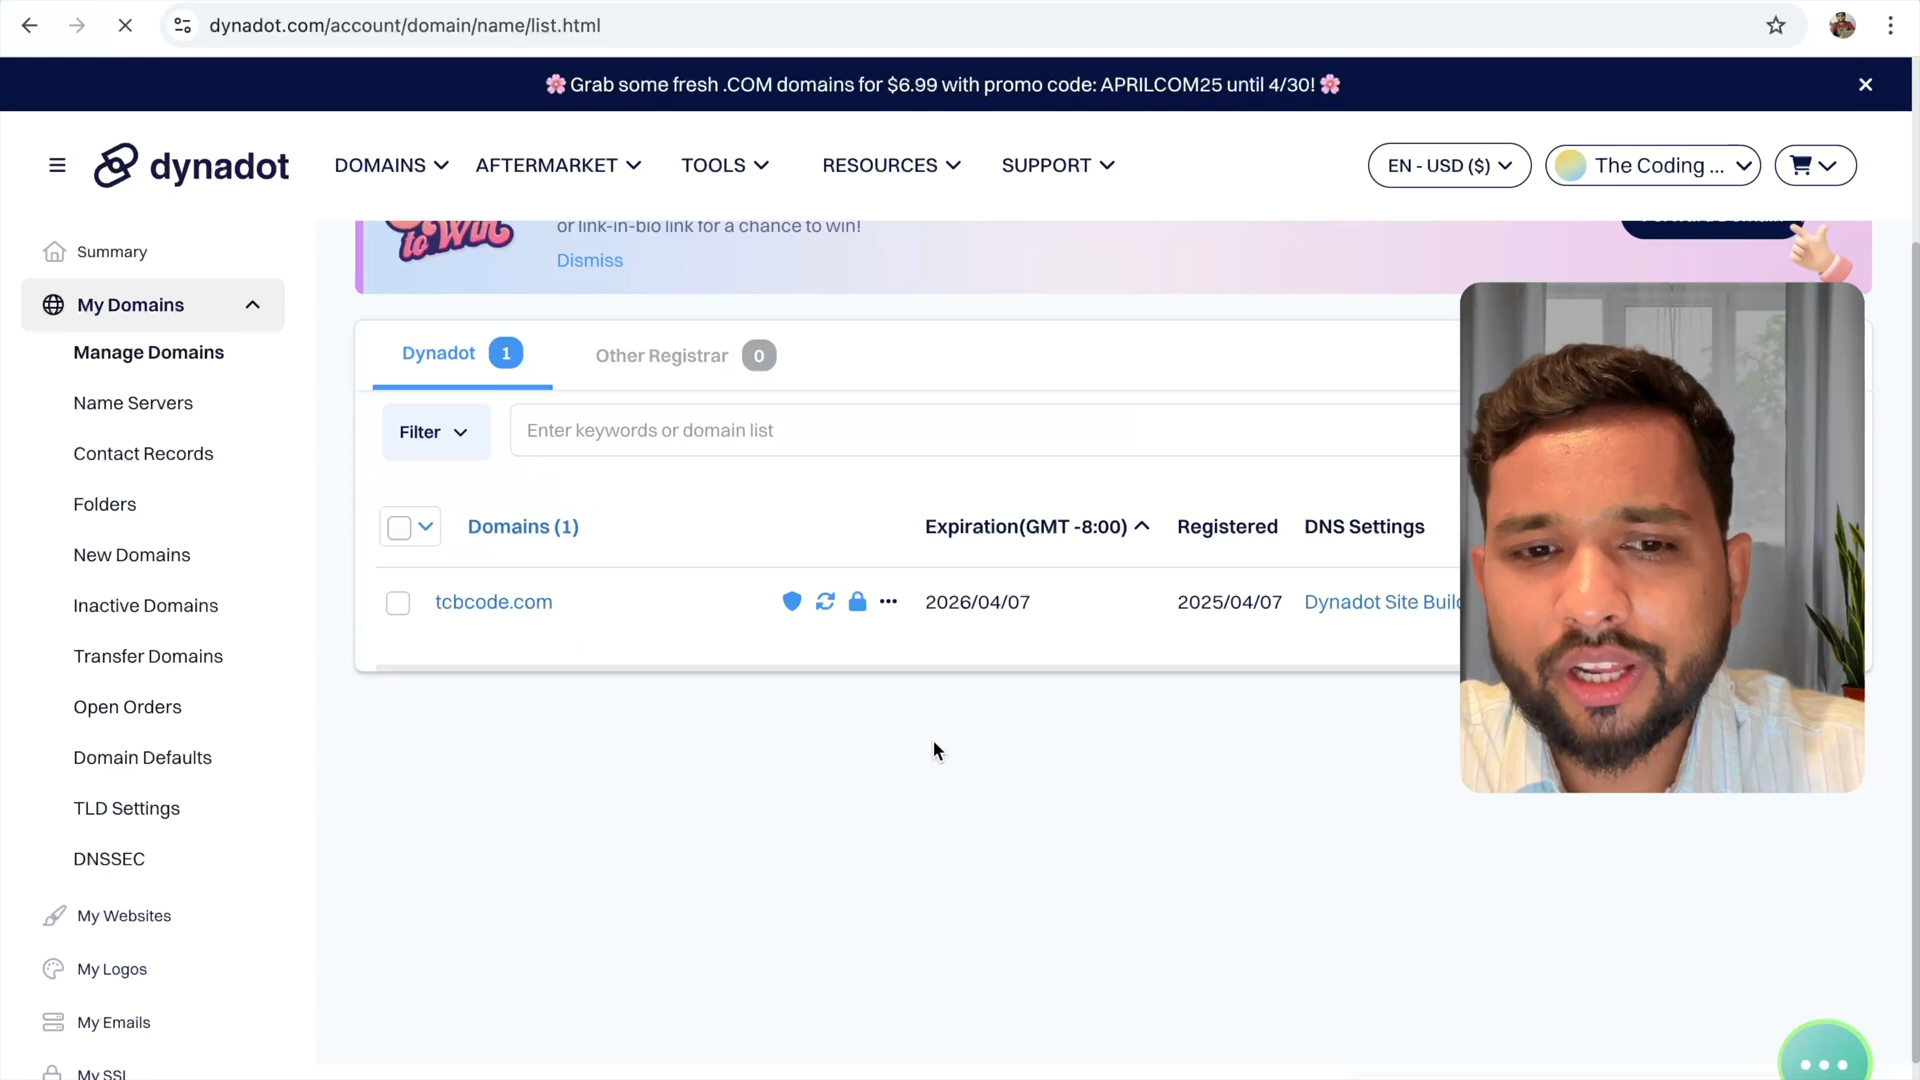 dynadot.com/account/domain/name/list.html
🌸 Grab some fresh .COM domains for $6.99 with promo code: APRILCOM25 until 4/30! 🌸
dynadot
DOMAINS
AFTERMARKET
TOOLS
RESOURCES
SUPPORT
EN - USD ($)
The Coding ...
to Win
or link-in-bio link for a chance to win!
Dismiss
Summary
My Domains
Manage Domains
Name Servers
Contact Records
Folders
New Domains
Inactive Domains
Transfer Domains
Open Orders
Domain Defaults
TLD Settings
DNSSEC
My Websites
My Logos
My Emails
My SSL
Dynadot 1
Other Registrar 0
Filter
Enter keywords or domain list
Domains (1)
Expiration(GMT -8:00)
Registered
DNS Settings
tcbcode.com
2026/04/07
2025/04/07
Dynadot Site